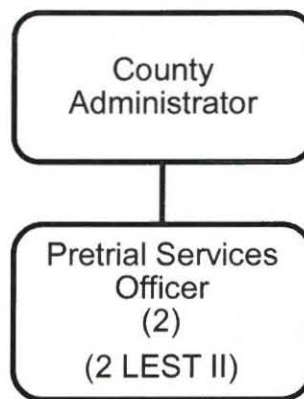 County
Administrator
Pretrial Services
Officer
(2)
(2 LEST II)